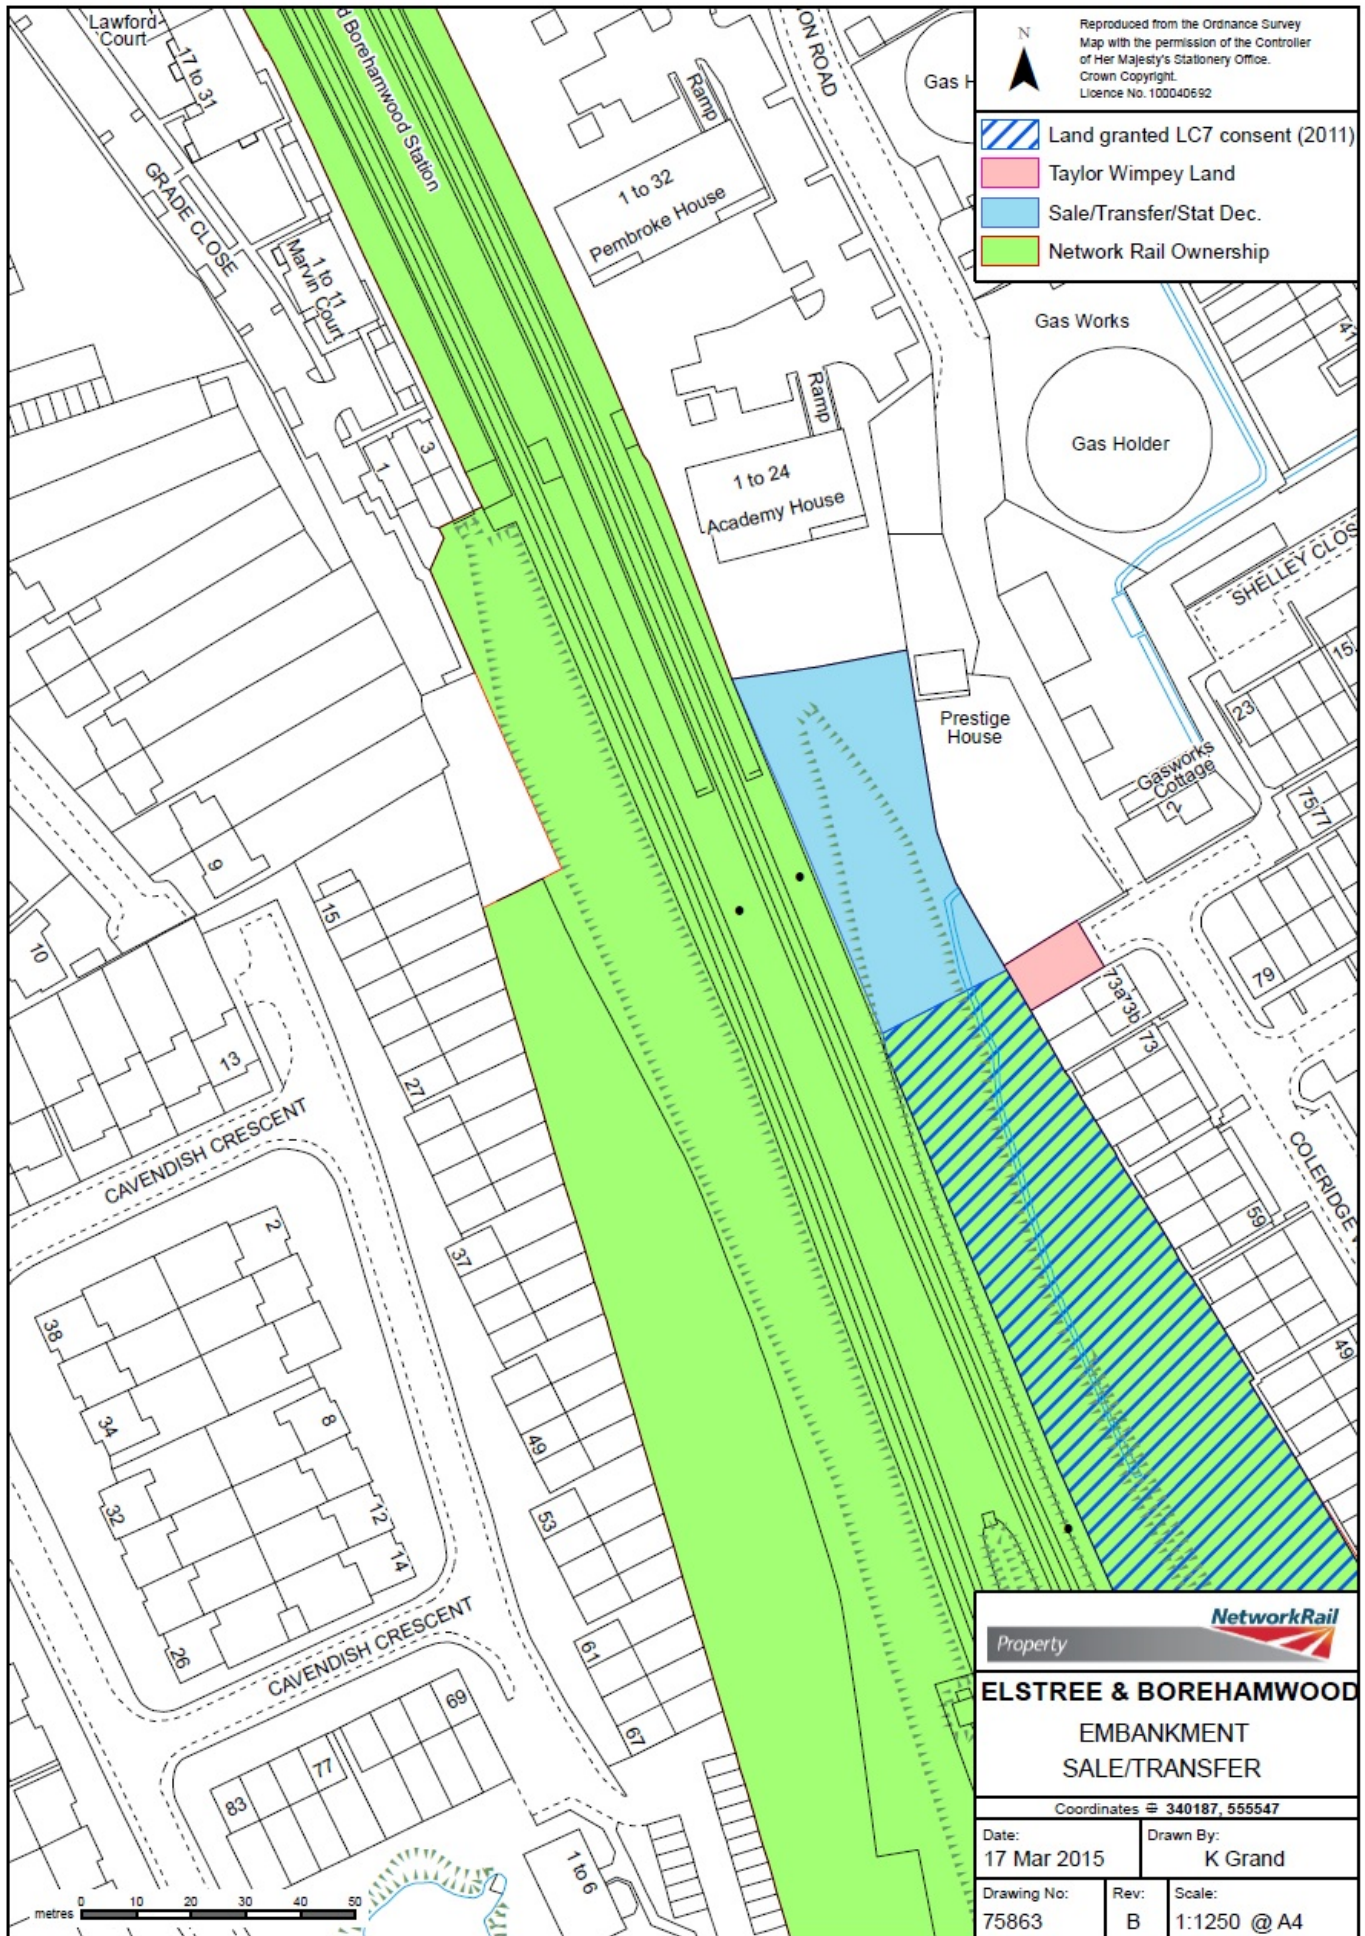 Lawford
Court
17 to 31
d Borehamwood Station
GRADE CLOSE
1 to 11
Marvin Court
1
3
Ramp
1 to 32
Pembroke House
ON ROAD
Gas H
N
Reproduced from the Ordnance Survey
Map with the permission of the Controller
of Her Majesty's Stationery Office.
Crown Copyright.
Licence No. 100040692
Land granted LC7 consent (2011)
Taylor Wimpey Land
Sale/Transfer/Stat Dec.
Network Rail Ownership
Gas Works
41
Gas Holder
Ramp
1 to 24
Academy House
SHELLEY CLOS
15
23
Prestige
House
Gasworks
Cottage
2
75
77
9
15
10
79
73a
73b
73
13
27
CAVENDISH CRESCENT
COLERIDGE
59
2
37
38
49
34
8
49
32
12
53
14
26
61
CAVENDISH CRESCENT
69
67
77
83
1 to 6
metres
0 10 20 30 40 50
NetworkRail
Property
ELSTREE & BOREHAMWOOD
EMBANKMENT
SALE/TRANSFER
Coordinates = 340187, 555547
Date:
17 Mar 2015
Drawn By:
K Grand
Drawing No:
75863
Rev:
B
Scale:
1:1250 @ A4